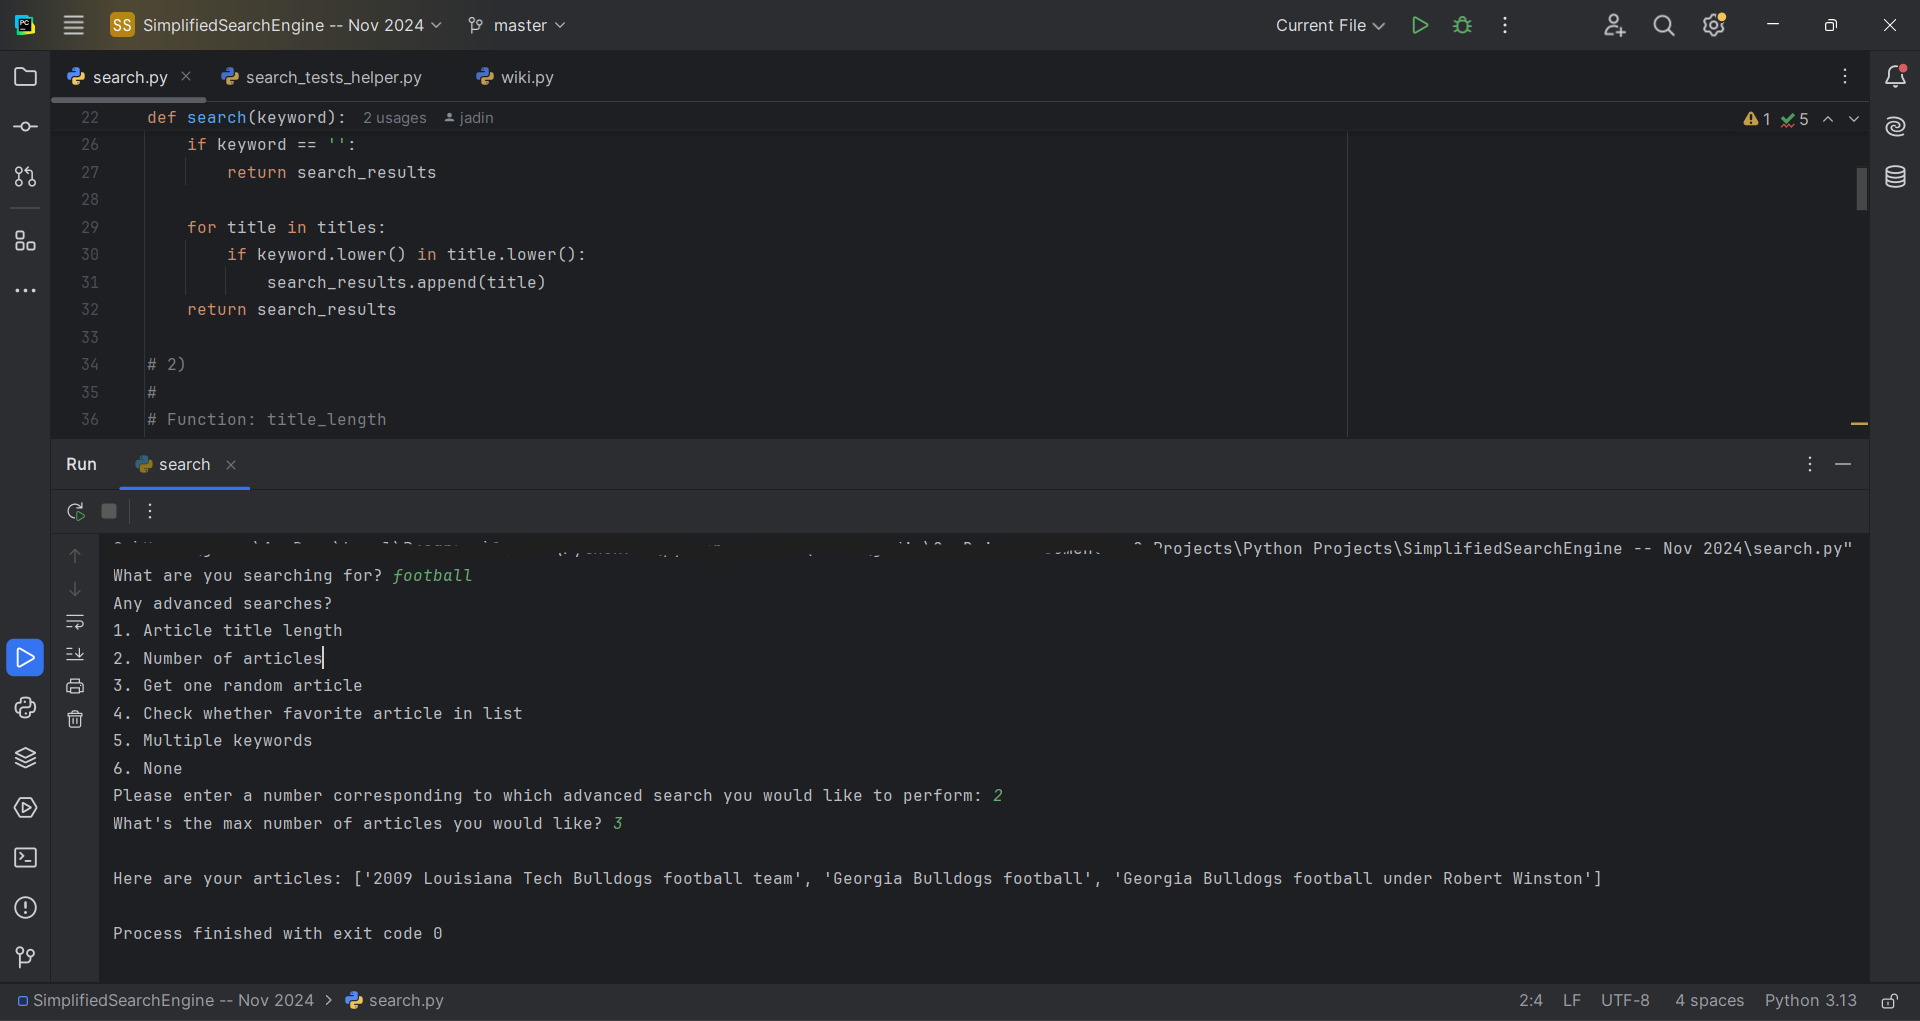 SS SimplifiedSearchEngine -- Nov 2024 master Current File
search.py search_tests_helper.py wiki.py
22 def search(keyword): 2 usages jadin 1 5
26 if keyword == '':
27 return search_results
28
29 for title in titles:
30 if keyword.lower() in title.lower():
31 search_results.append(title)
32 return search_results
33
34 # 2)
35 #
36 # Function: title_length
Run search
Projects\Python Projects\SimplifiedSearchEngine -- Nov 2024\search.py"
What are you searching for? football
Any advanced searches?
1. Article title length
2. Number of articles
3. Get one random article
4. Check whether favorite article in list
5. Multiple keywords
6. None
Please enter a number corresponding to which advanced search you would like to perform: 2
What's the max number of articles you would like? 3
Here are your articles: ['2009 Louisiana Tech Bulldogs football team', 'Georgia Bulldogs football', 'Georgia Bulldogs football under Robert Winston']
Process finished with exit code 0
SimplifiedSearchEngine -- Nov 2024 > search.py 2:4 LF UTF-8 4 spaces Python 3.13